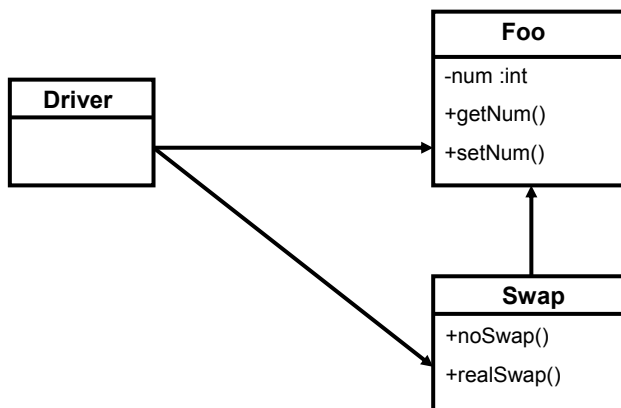 Driver
Foo
-num :int
+getNum()
+setNum()
Swap
+noSwap()
+realSwap()